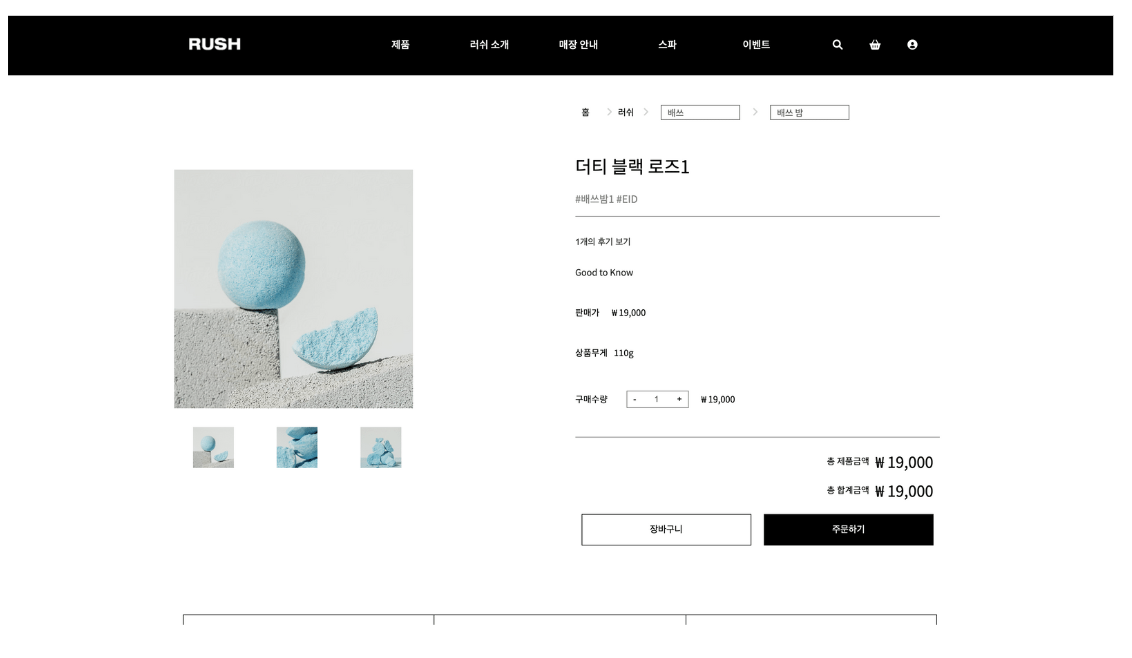 RUSH 제품 러쉬 소개 매장 안내 스파 이벤트
홈 > 러쉬 > 배쓰 > 배쓰 밤
더티 블랙 로즈1
#배쓰밤1 #EID
1개의 후기 보기
Good to Know
판매가 ₩ 19,000
상품무게 110g
구매수량 - 1 + ₩ 19,000
총 제품금액 ₩ 19,000
총 합계금액 ₩ 19,000
장바구니 주문하기